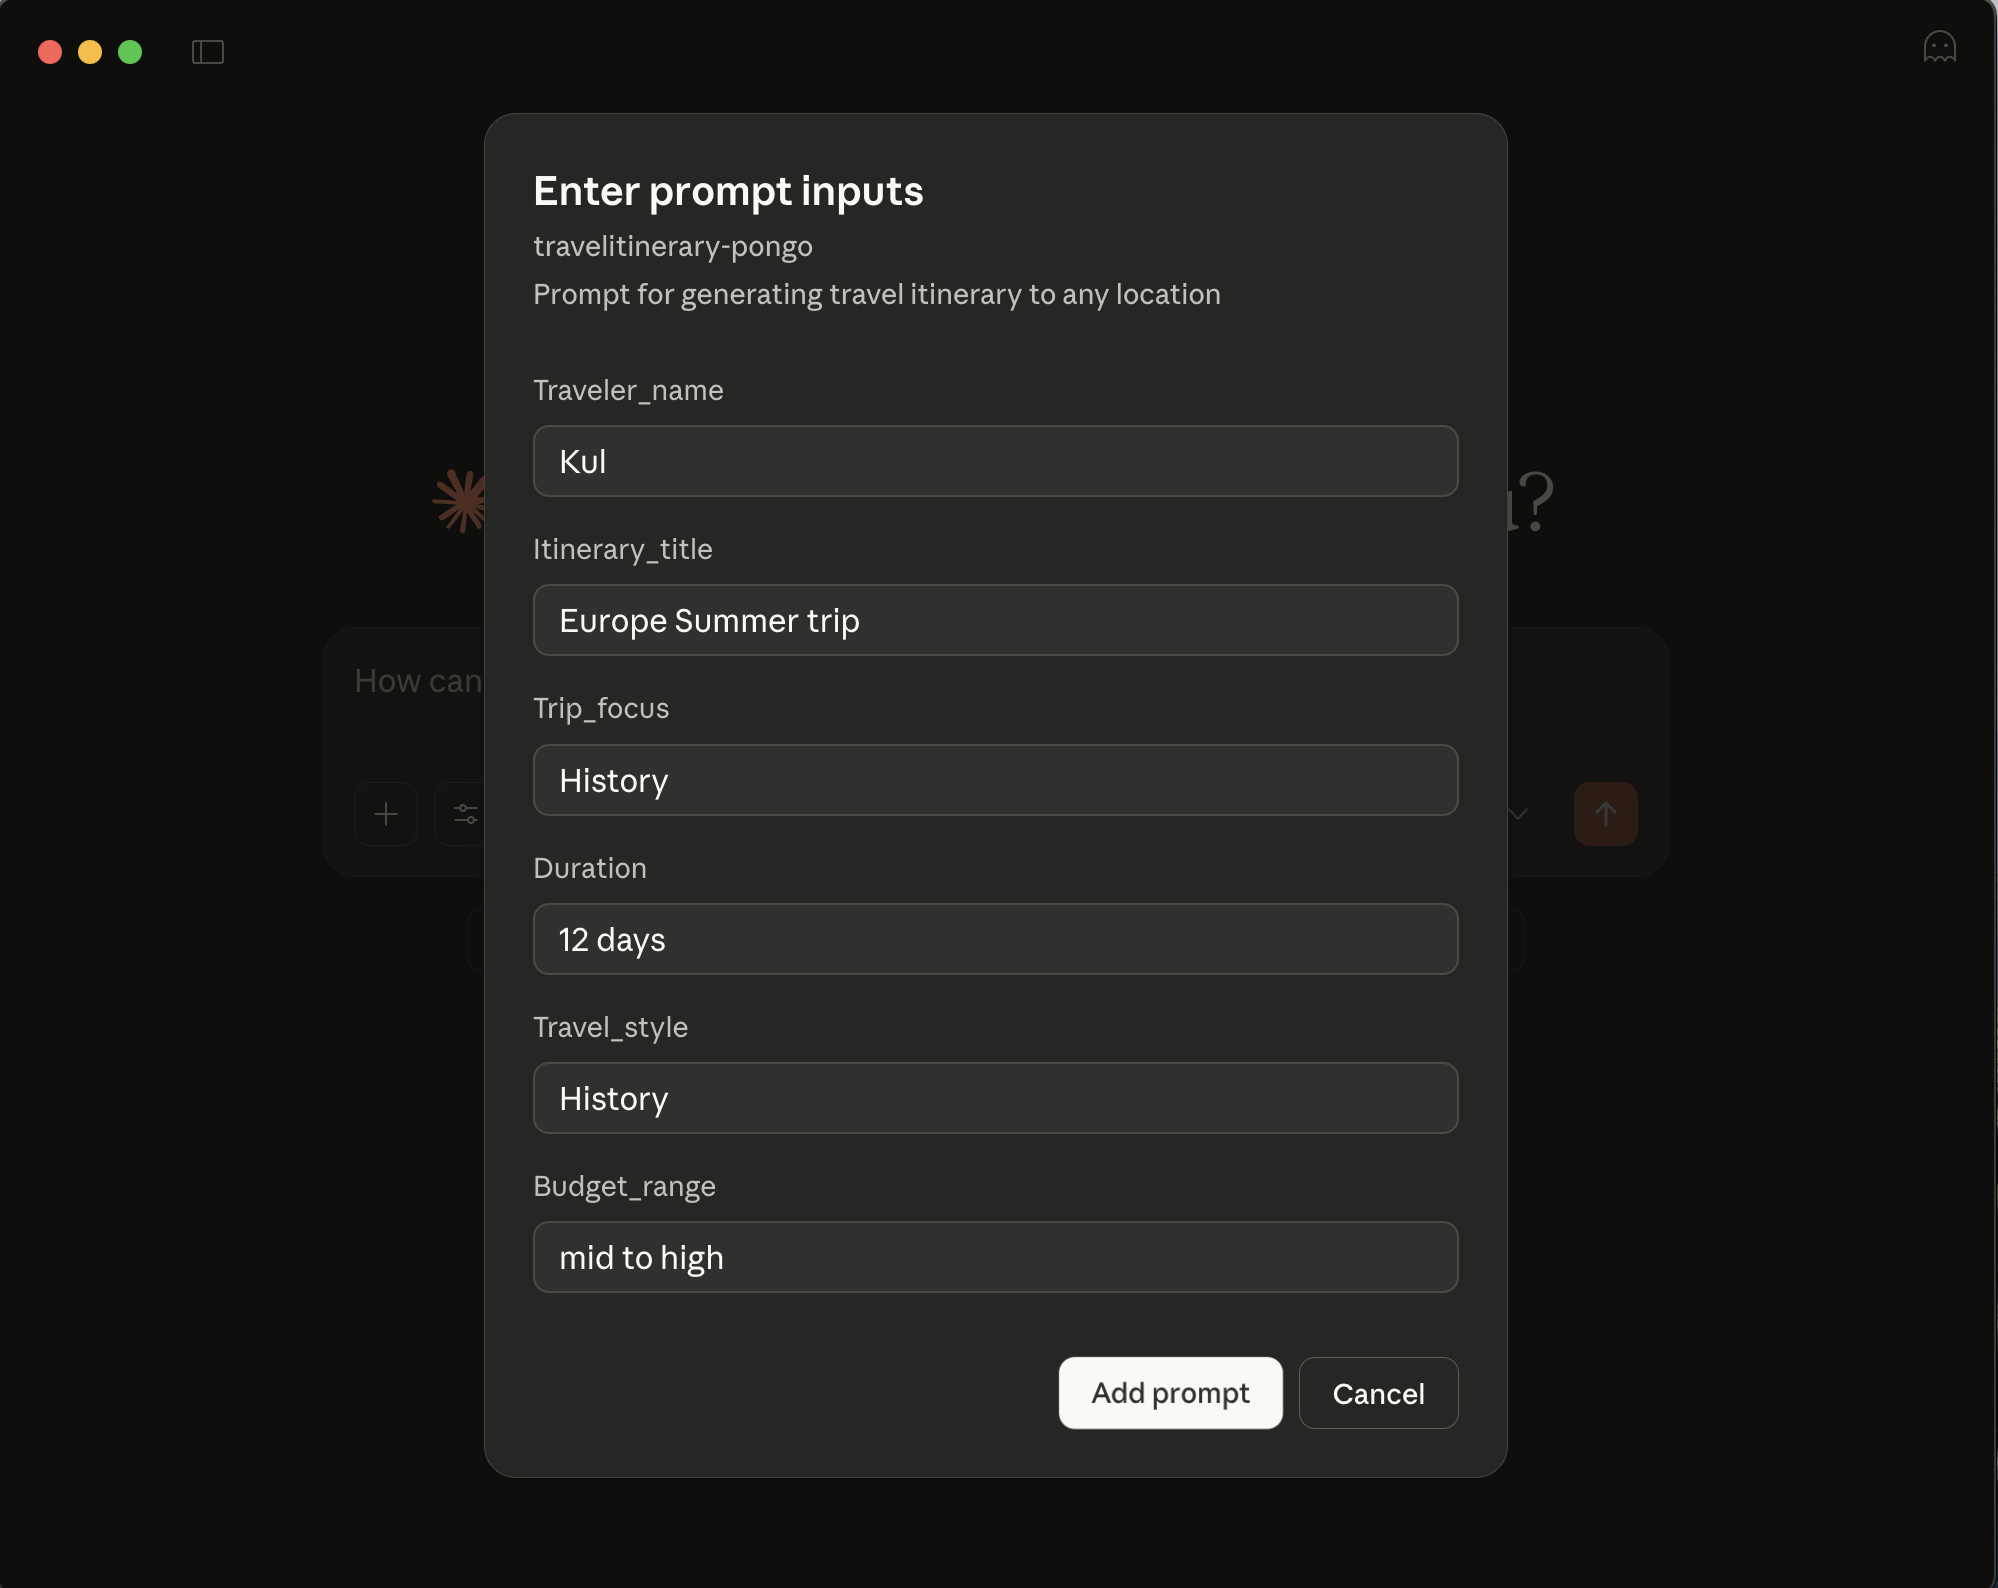 Enter prompt inputs
travelitinerary-pongo
Prompt for generating travel itinerary to any location
Traveler_name
Kul
?
Itinerary_title
Europe Summer trip
How can
Trip_focus
History
Duration
12 days
Travel_style
History
Budget_range
mid to high
Add prompt
Cancel